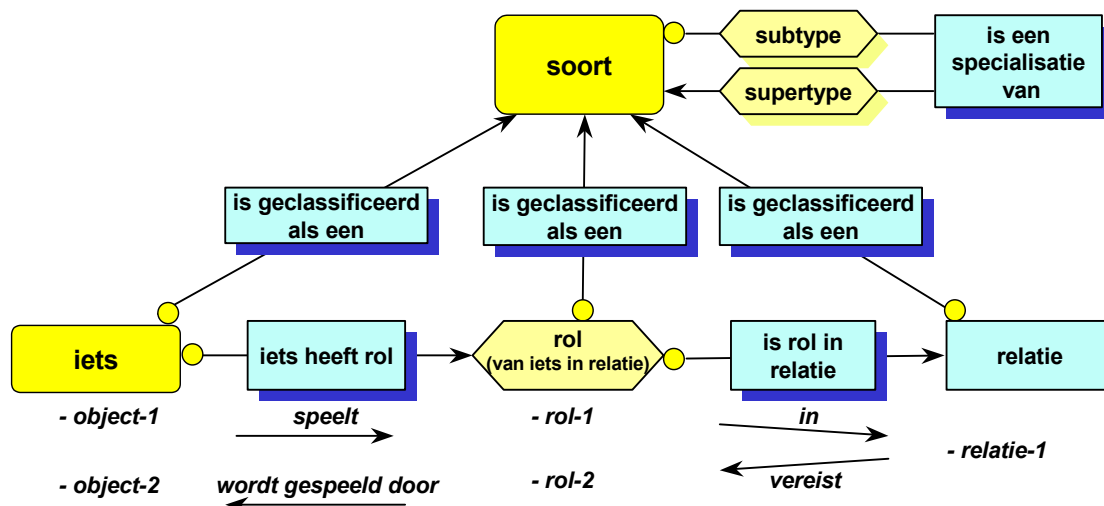 soort
subtype
supertype
is een
specialisatie
van
is geclassificeerd
als een
is geclassificeerd
als een
is geclassificeerd
als een
iets
iets heeft rol
rol
(van iets in relatie)
is rol in
relatie
relatie
- object-1
speelt
- rol-1
in
- relatie-1
- object-2
wordt gespeeld door
- rol-2
vereist